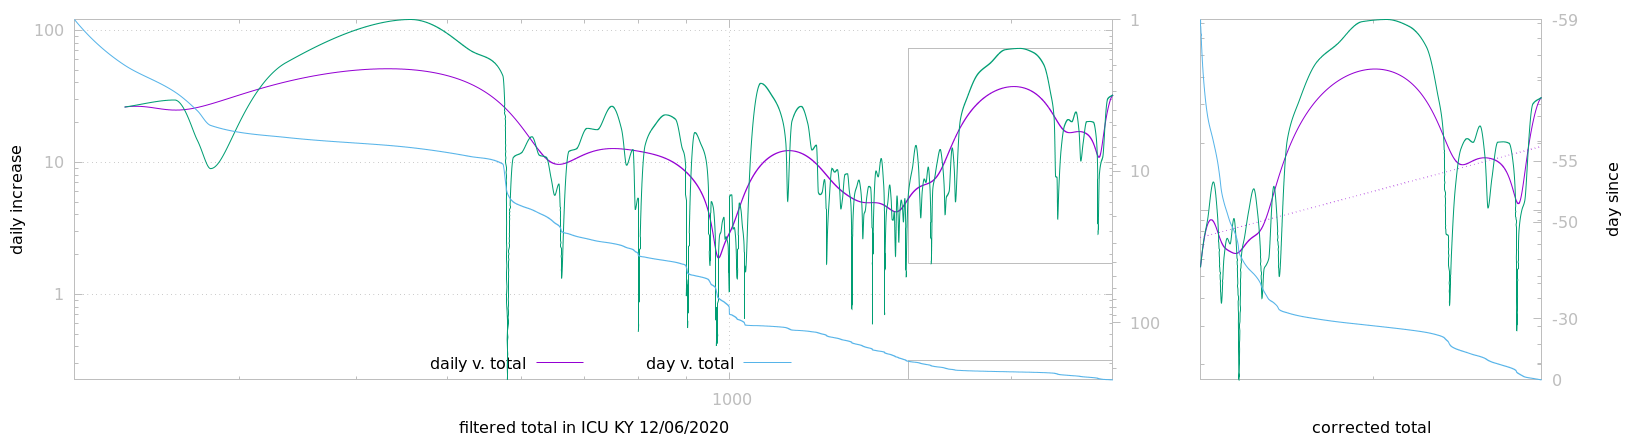 100
10
1
daily increase
1
10
100
daily v. total
day v. total
1000
filtered total in ICU KY 12/06/2020
-59
-55
-50
-30
0
day since
corrected total